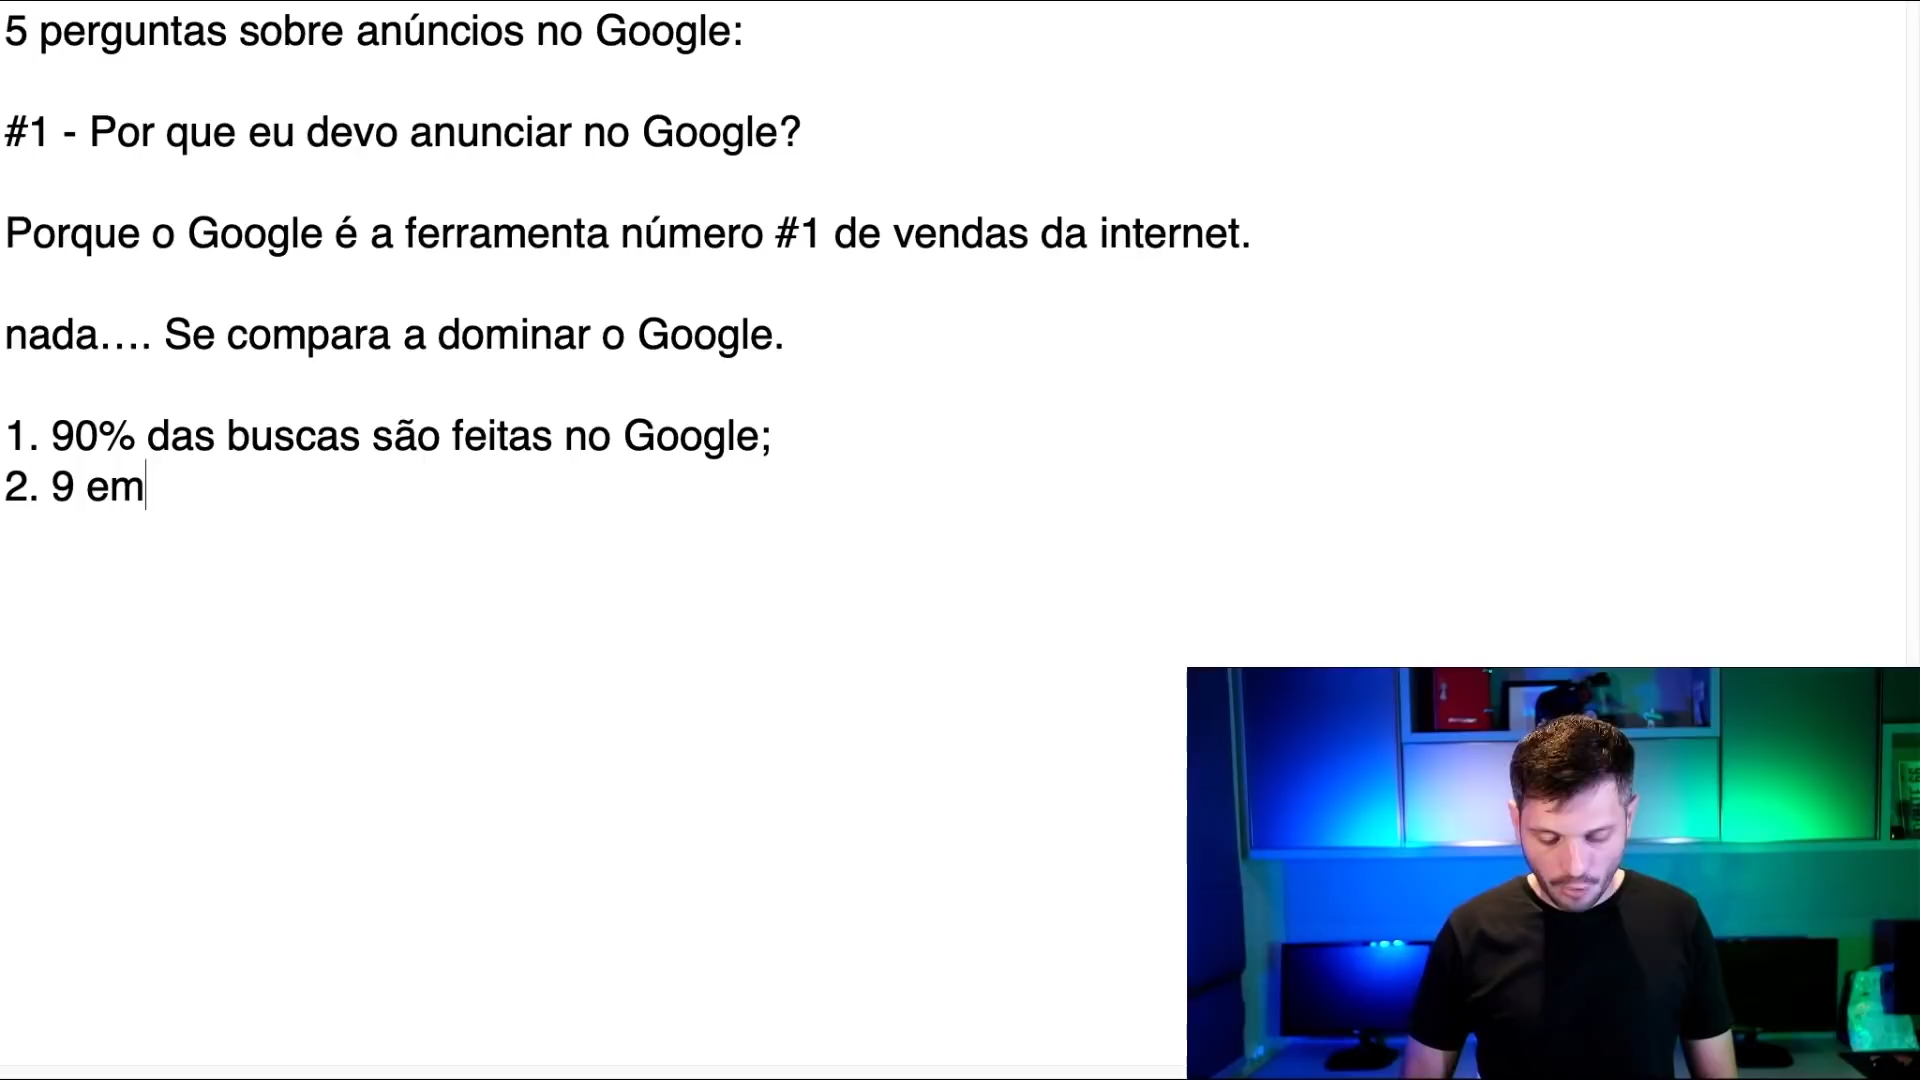 5 perguntas sobre anúncios no Google:
#1 - Por que eu devo anunciar no Google?
Porque o Google é a ferramenta número #1 de vendas da internet.
nada…. Se compara a dominar o Google.
1. 90% das buscas são feitas no Google;
2. 9 em